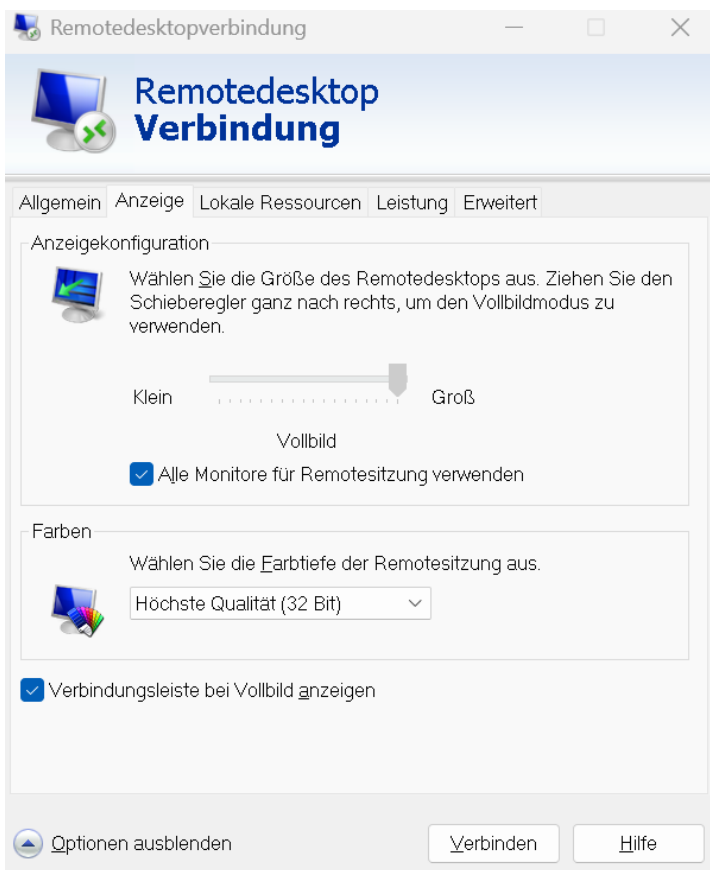 Remotedesktopverbindung
Remotedesktop
Verbindung
Allgemein Anzeige Lokale Ressourcen Leistung Erweitert
Anzeigekonfiguration
Wählen Sie die Größe des Remotedesktops aus. Ziehen Sie den
Schieberegler ganz nach rechts, um den Vollbildmodus zu
verwenden.
Klein Groß
Vollbild
Alle Monitore für Remotesitzung verwenden
Farben
Wählen Sie die Farbtiefe der Remotesitzung aus.
Höchste Qualität (32 Bit)
Verbindungsleiste bei Vollbild anzeigen
Optionen ausblenden Verbinden Hilfe